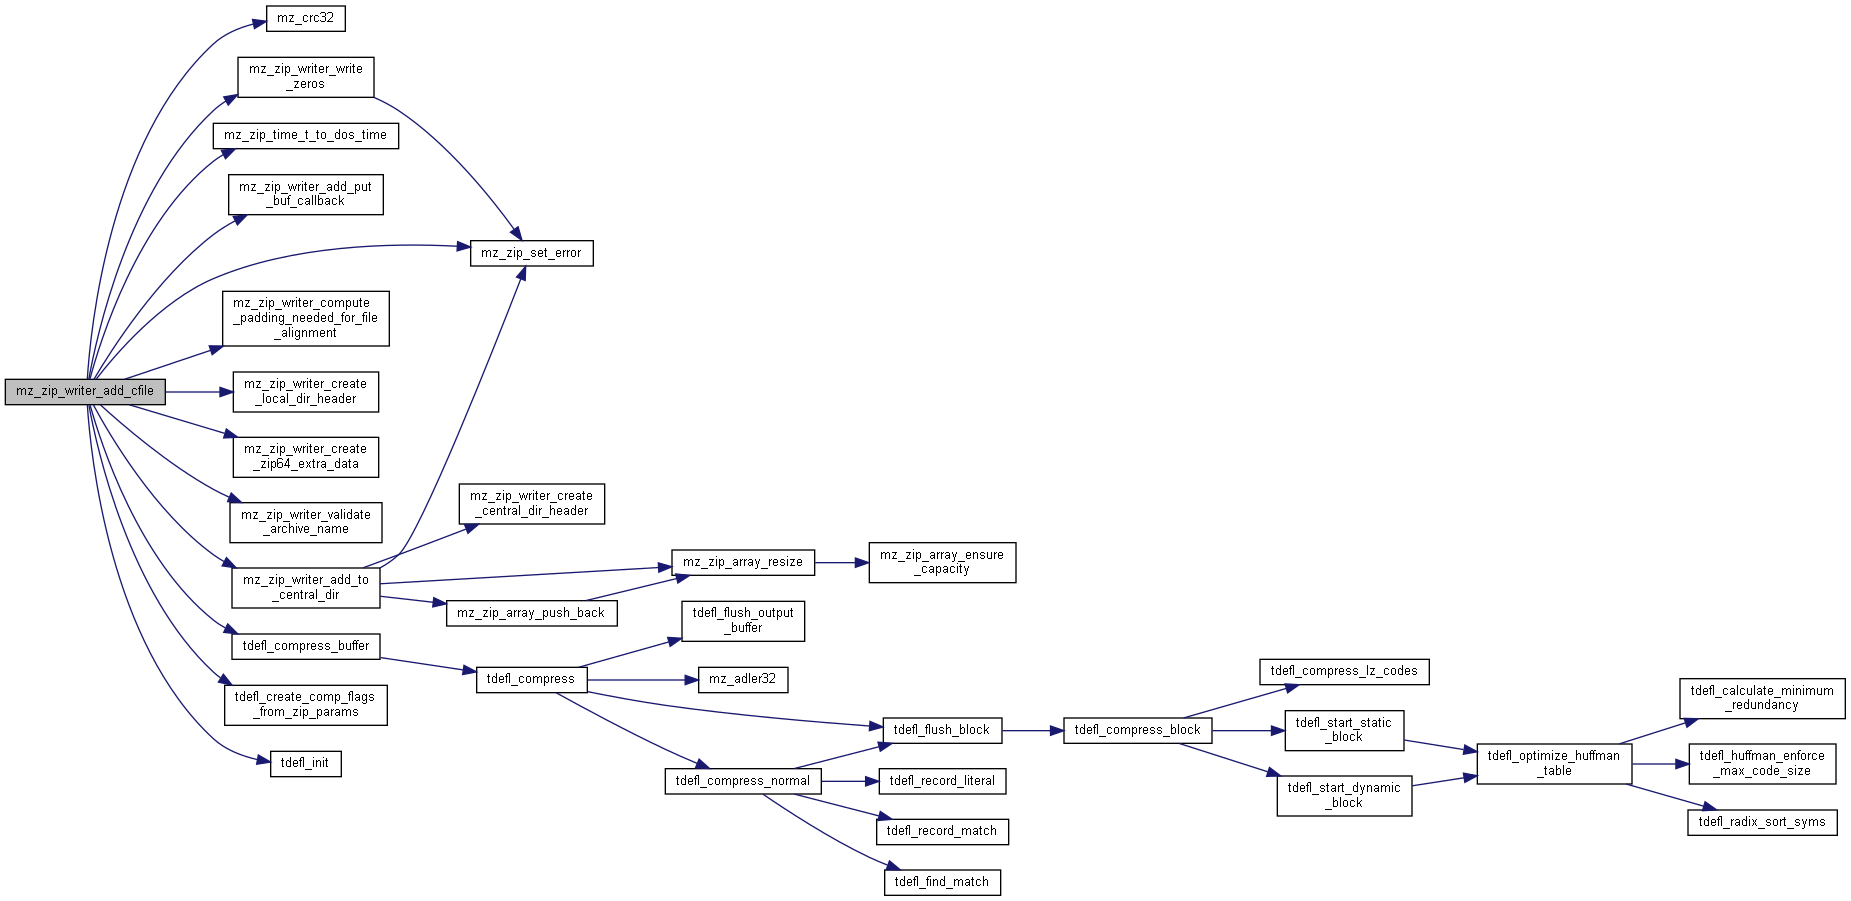 mz_crc32
mz_zip_writer_write
_zeros
mz_zip_time_t_to_dos_time
mz_zip_writer_add_put
_buf_callback
mz_zip_set_error
mz_zip_writer_compute
_padding_needed_for_file
_alignment
mz_zip_writer_add_cfile
mz_zip_writer_create
_local_dir_header
mz_zip_writer_create
_zip64_extra_data
mz_zip_writer_validate
_archive_name
mz_zip_writer_create
_central_dir_header
mz_zip_writer_add_to
_central_dir
mz_zip_array_resize
mz_zip_array_ensure
_capacity
mz_zip_array_push_back
tdefl_compress_buffer
tdefl_flush_output
_buffer
tdefl_compress
mz_adler32
tdefl_create_comp_flags
_from_zip_params
tdefl_init
tdefl_flush_block
tdefl_compress_normal
tdefl_record_literal
tdefl_record_match
tdefl_find_match
tdefl_compress_block
tdefl_compress_lz_codes
tdefl_start_static
_block
tdefl_start_dynamic
_block
tdefl_optimize_huffman
_table
tdefl_calculate_minimum
_redundancy
tdefl_huffman_enforce
_max_code_size
tdefl_radix_sort_syms